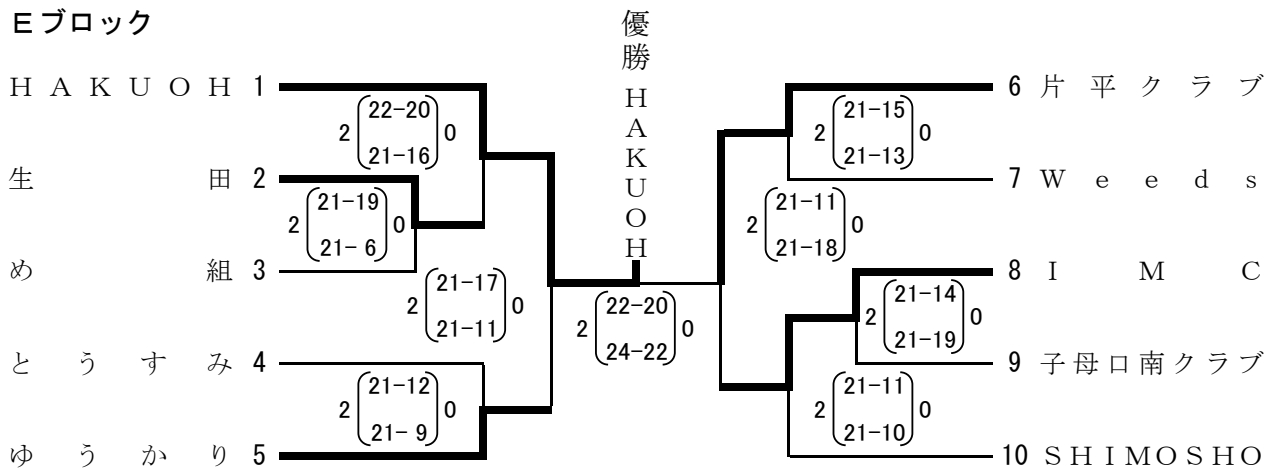 Eブロック
優勝 HAKUOH
HAKUOH 1
22-20
2 0
21-16
生田 2
21-19
2 0
21- 6
め組 3
21-17
2 0
21-11
とうすみ 4
21-12
2 0
21- 9
ゆうかり 5
22-20
2 0
24-22
6 片平クラブ
21-15
2 0
21-13
7 Weeds
21-11
2 0
21-18
8 IMC
21-14
2 0
21-19
9 子母口南クラブ
21-11
2 0
21-10
10 SHIMOSHO